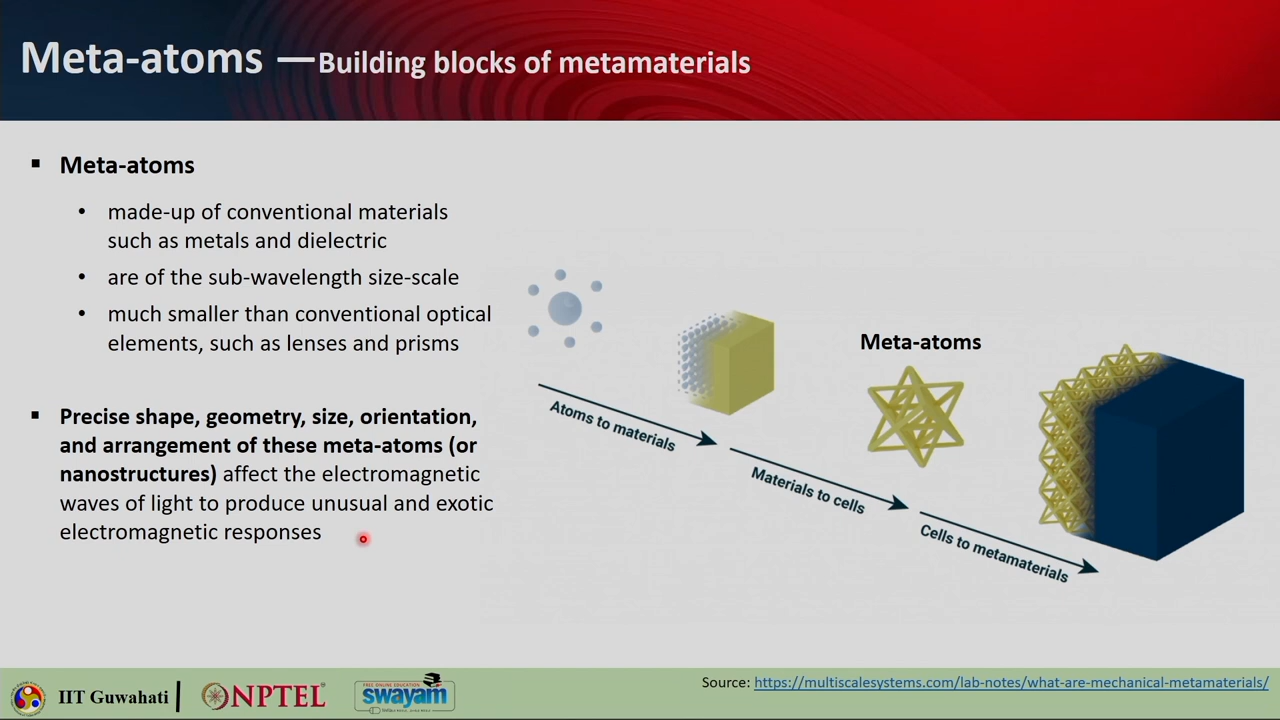 Meta-atoms —Building blocks of metamaterials
▪ Meta-atoms
• made-up of conventional materials
such as metals and dielectric
• are of the sub-wavelength size-scale
• much smaller than conventional optical
elements, such as lenses and prisms
▪ Precise shape, geometry, size, orientation,
and arrangement of these meta-atoms (or
nanostructures) affect the electromagnetic
waves of light to produce unusual and exotic
electromagnetic responses
Atoms to materials
Materials to cells
Meta-atoms
Cells to metamaterials
IIT Guwahati
NPTEL
FREE ONLINE EDUCATION
swayam
Source: https://multiscalesystems.com/lab-notes/what-are-mechanical-metamaterials/